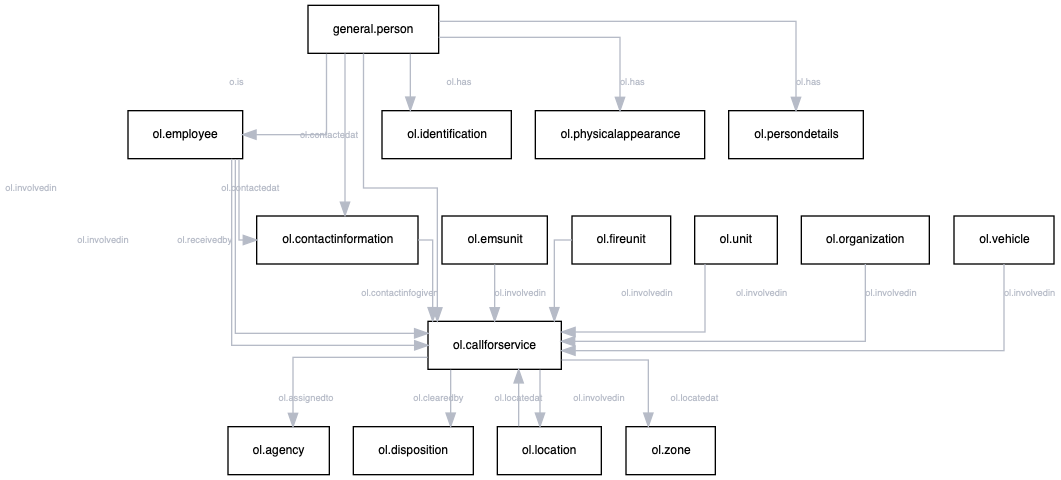 general.person
o.is
ol.has
ol.has
ol.has
ol.employee
ol.contactedat
ol.identification
ol.physicalappearance
ol.persondetails
ol.involvedin
ol.contactedat
ol.involvedin
ol.receivedby
ol.contactinformation
ol.emsunit
ol.fireunit
ol.unit
ol.organization
ol.vehicle
ol.contactinfogiven
ol.involvedin
ol.involvedin
ol.involvedin
ol.involvedin
ol.involvedin
ol.callforservice
ol.assignedto
ol.clearedby
ol.locatedat
ol.involvedin
ol.locatedat
ol.agency
ol.disposition
ol.location
ol.zone